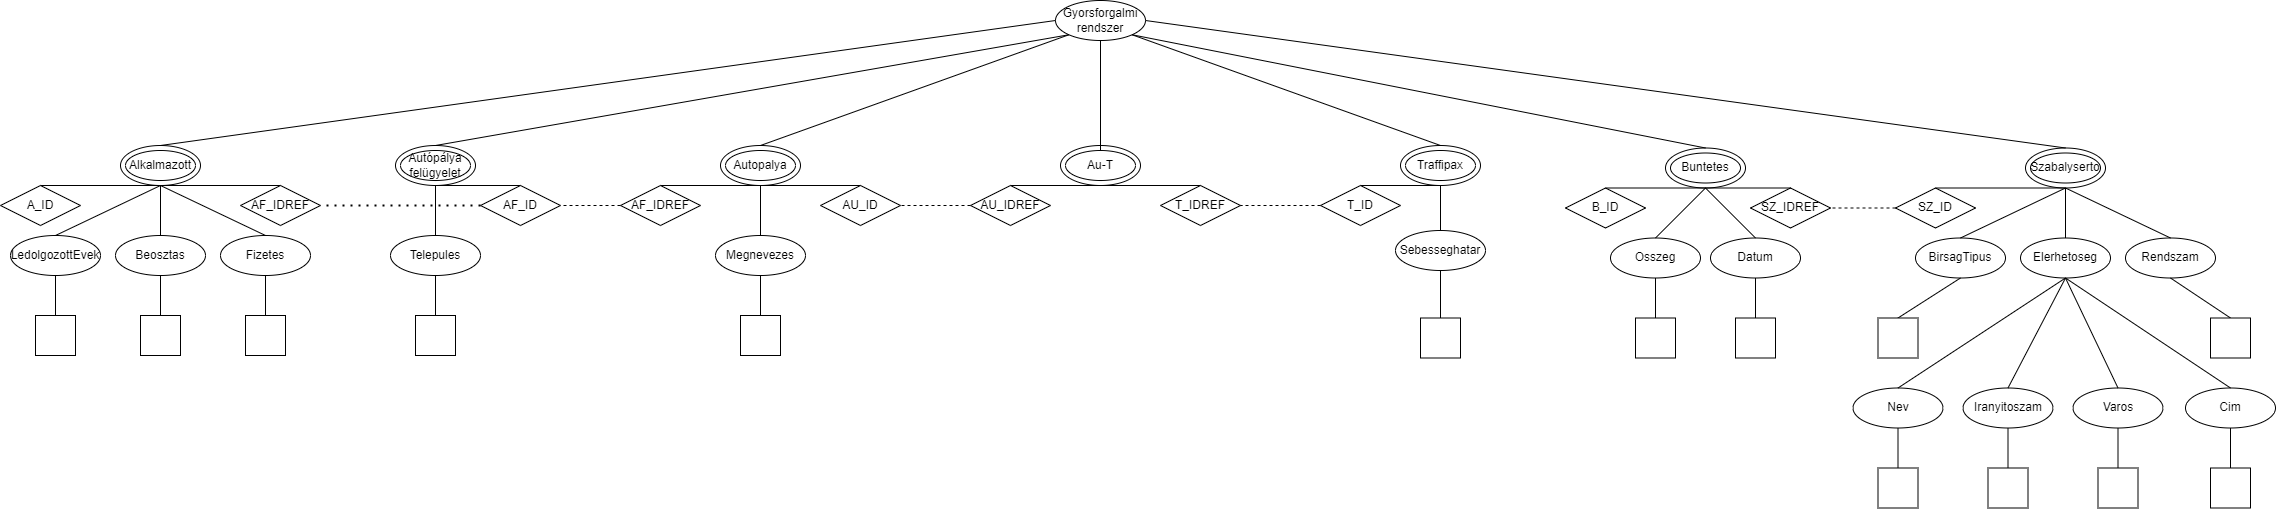 Gyorsforgalmi
rendszer
Alkalmazott
Autópálya
felügyelet
Autopalya
Au-T
Traffipax
Buntetes
Szabalyserto
A_ID
AF_IDREF
AF_ID
AF_IDREF
AU_ID
AU_IDREF
T_IDREF
T_ID
B_ID
SZ_IDREF
SZ_ID
LedolgozottEvek
Beosztas
Fizetes
Telepules
Megnevezes
Sebesseghatar
Osszeg
Datum
BirsagTipus
Elerhetoseg
Rendszam
Nev
Iranyitoszam
Varos
Cim